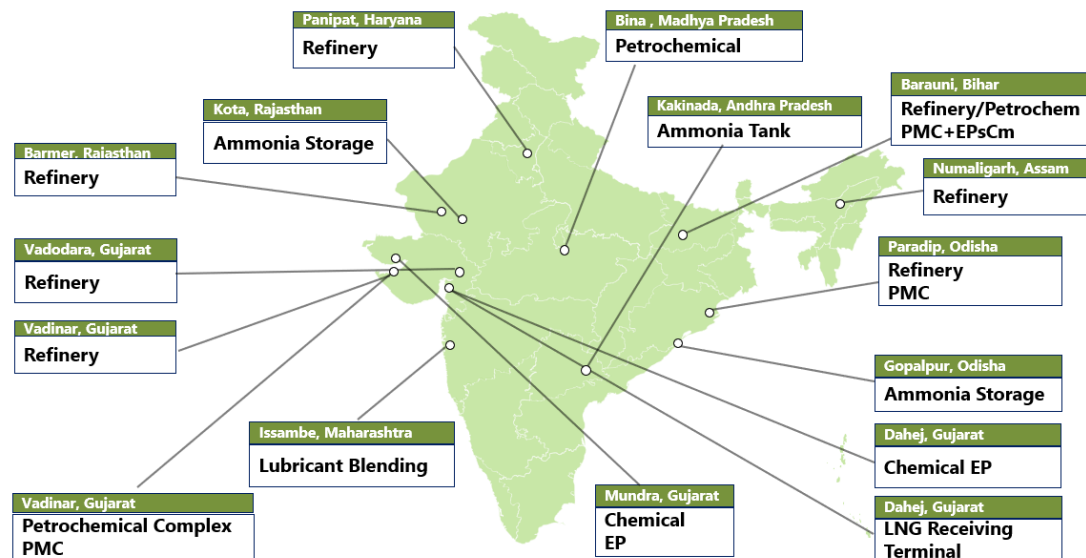 Panipat, Haryana
Refinery
Bina , Madhya Pradesh
Petrochemical
Barauni, Bihar
Refinery/Petrochem
PMC+EPsCm
Kota, Rajasthan
Ammonia Storage
Kakinada, Andhra Pradesh
Ammonia Tank
Barmer, Rajasthan
Refinery
Numaligarh, Assam
Refinery
Vadodara, Gujarat
Refinery
Paradip, Odisha
Refinery
PMC
Vadinar, Gujarat
Refinery
Gopalpur, Odisha
Ammonia Storage
Issambe, Maharashtra
Lubricant Blending
Dahej, Gujarat
Chemical EP
Vadinar, Gujarat
Petrochemical Complex
PMC
Mundra, Gujarat
Chemical
EP
Dahej, Gujarat
LNG Receiving
Terminal